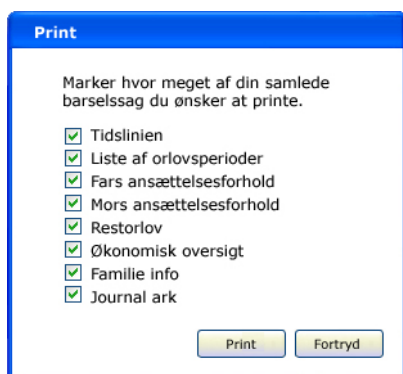 Print
Marker hvor meget af din samlede
barselssag du ønsker at printe.
Tidslinien
Liste af orlovsperioder
Fars ansættelsesforhold
Mors ansættelsesforhold
Restorlov
Økonomisk oversigt
Familie info
Journal ark
Print Fortryd